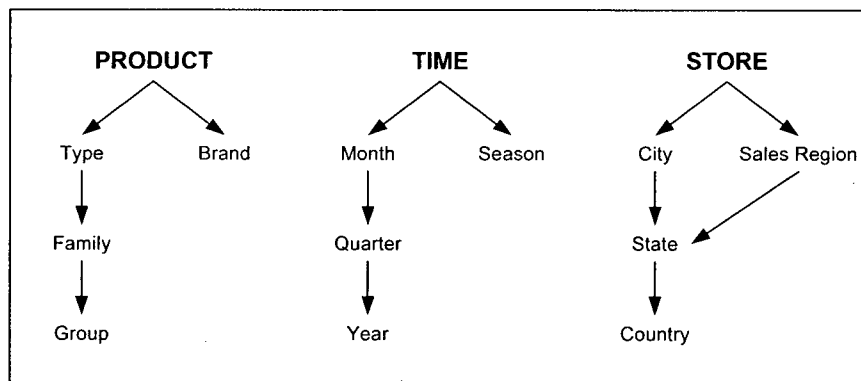 PRODUCT TIME STORE
Type Brand Month Season City Sales Region
Family Quarter State
Group Year Country